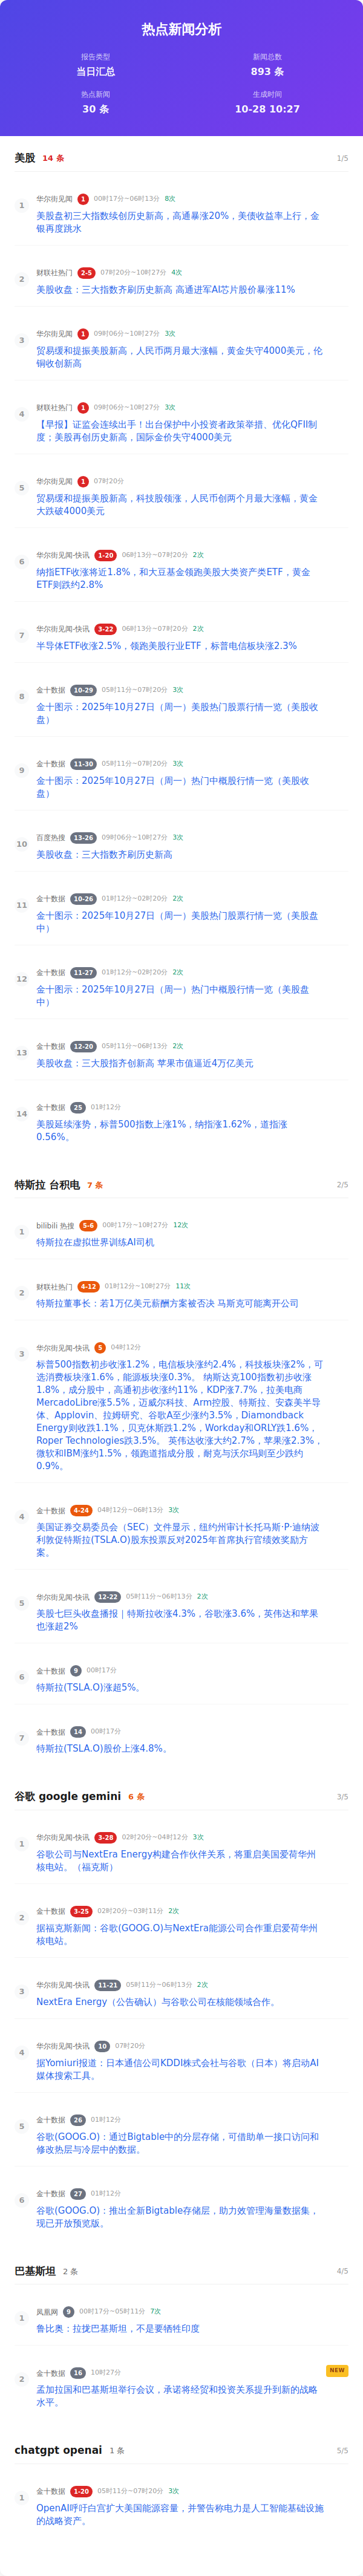 热点新闻分析
报告类型
新闻总数
当日汇总
893 条
热点新闻
生成时间
30 条
10-28 10:27
美股 14 条 1/5
1
华尔街见闻 1 00时17分~06时13分 8次
美股盘初三大指数续创历史新高，高通暴涨20%，美债收益率上行，金
银再度跳水
2
财联社热门 2-5 07时20分~10时27分 4次
美股收盘：三大指数齐刷历史新高 高通进军AI芯片股价暴涨11%
3
华尔街见闻 1 09时06分~10时27分 3次
贸易缓和提振美股新高，人民币两月最大涨幅，黄金失守4000美元，伦
铜收创新高
4
财联社热门 1 09时06分~10时27分 3次
【早报】证监会连续出手！出台保护中小投资者政策举措、优化QFII制
度；美股再创历史新高，国际金价失守4000美元
5
华尔街见闻 1 07时20分
贸易缓和提振美股新高，科技股领涨，人民币创两个月最大涨幅，黄金
大跌破4000美元
6
华尔街见闻-快讯 1-20 06时13分~07时20分 2次
纳指ETF收涨将近1.8%，和大豆基金领跑美股大类资产类ETF，黄金
ETF则跌约2.8%
7
华尔街见闻-快讯 3-22 06时13分~07时20分 2次
半导体ETF收涨2.5%，领跑美股行业ETF，标普电信板块涨2.3%
8
金十数据 10-29 05时11分~07时20分 3次
金十图示：2025年10月27日（周一）美股热门股票行情一览（美股收
盘）
9
金十数据 11-30 05时11分~07时20分 3次
金十图示：2025年10月27日（周一）热门中概股行情一览（美股收
盘）
10
百度热搜 13-26 09时06分~10时27分 3次
美股收盘：三大指数齐刷历史新高
11
金十数据 10-26 01时12分~02时20分 2次
金十图示：2025年10月27日（周一）美股热门股票行情一览（美股盘
中）
12
金十数据 11-27 01时12分~02时20分 2次
金十图示：2025年10月27日（周一）热门中概股行情一览（美股盘
中）
13
金十数据 12-20 05时11分~06时13分 2次
美股收盘：三大股指齐创新高 苹果市值逼近4万亿美元
14
金十数据 25 01时12分
美股延续涨势，标普500指数上涨1%，纳指涨1.62%，道指涨
0.56%。
特斯拉 台积电 7 条 2/5
1
bilibili 热搜 5-6 00时17分~10时27分 12次
特斯拉在虚拟世界训练AI司机
2
财联社热门 4-12 01时12分~10时27分 11次
特斯拉董事长：若1万亿美元薪酬方案被否决 马斯克可能离开公司
3
华尔街见闻-快讯 5 04时12分
标普500指数初步收涨1.2%，电信板块涨约2.4%，科技板块涨2%，可
选消费板块涨1.6%，能源板块涨0.3%。 纳斯达克100指数初步收涨
1.8%，成分股中，高通初步收涨约11%，KDP涨7.7%，拉美电商
MercadoLibre涨5.5%，迈威尔科技、Arm控股、特斯拉、安森美半导
体、Applovin、拉姆研究、谷歌A至少涨约3.5%，Diamondback
Energy则收跌1.1%，贝克休斯跌1.2%，Workday和ORLY跌1.6%，
Roper Technologies跌3.5%。 英伟达收涨大约2.7%，苹果涨2.3%，
微软和IBM涨约1.5%，领跑道指成分股，耐克与沃尔玛则至少跌约
0.9%。
4
金十数据 4-24 04时12分~06时13分 3次
美国证券交易委员会（SEC）文件显示，纽约州审计长托马斯·P·迪纳波
利敦促特斯拉(TSLA.O)股东投票反对2025年首席执行官绩效奖励方
案。
5
华尔街见闻-快讯 12-22 05时11分~06时13分 2次
美股七巨头收盘播报｜特斯拉收涨4.3%，谷歌涨3.6%，英伟达和苹果
也涨超2%
6
金十数据 9 00时17分
特斯拉(TSLA.O)涨超5%。
7
金十数据 14 00时17分
特斯拉(TSLA.O)股价上涨4.8%。
谷歌 google gemini 6 条 3/5
1
华尔街见闻-快讯 3-28 02时20分~04时12分 3次
谷歌公司与NextEra Energy构建合作伙伴关系，将重启美国爱荷华州
核电站。（福克斯）
2
金十数据 3-25 02时20分~03时11分 2次
据福克斯新闻：谷歌(GOOG.O)与NextEra能源公司合作重启爱荷华州
核电站。
3
华尔街见闻-快讯 11-21 05时11分~06时13分 2次
NextEra Energy（公告确认）与谷歌公司在核能领域合作。
4
华尔街见闻-快讯 10 07时20分
据Yomiuri报道：日本通信公司KDDI株式会社与谷歌（日本）将启动AI
媒体搜索工具。
5
金十数据 26 01时12分
谷歌(GOOG.O)：通过Bigtable中的分层存储，可借助单一接口访问和
修改热层与冷层中的数据。
6
金十数据 27 01时12分
谷歌(GOOG.O)：推出全新Bigtable存储层，助力效管理海量数据集，
现已开放预览版。
巴基斯坦 2 条 4/5
1
凤凰网 9 00时17分~05时11分 7次
鲁比奥：拉拢巴基斯坦，不是要牺牲印度
2
金十数据 16 10时27分 NEW
孟加拉国和巴基斯坦举行会议，承诺将经贸和投资关系提升到新的战略
水平。
chatgpt openai 1 条 5/5
1
金十数据 1-20 05时11分~07时20分 3次
OpenAI呼吁白宫扩大美国能源容量，并警告称电力是人工智能基础设施
的战略资产。